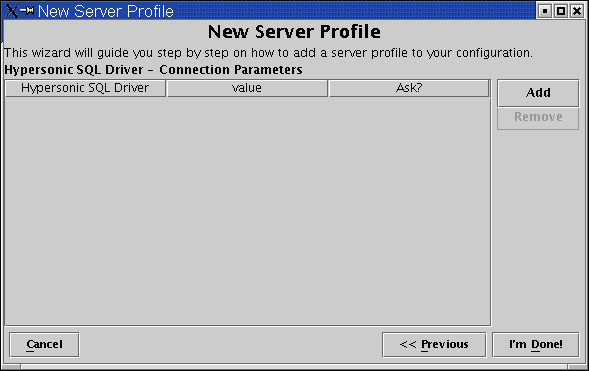 New Server Profile
New Server Profile
This wizard will guide you step by step on how to add a server profile to your configuration.
Hypersonic SQL Driver - Connection Parameters
Hypersonic SQL Driver value Ask?
Add
Remove
Cancel << Previous I'm Done!